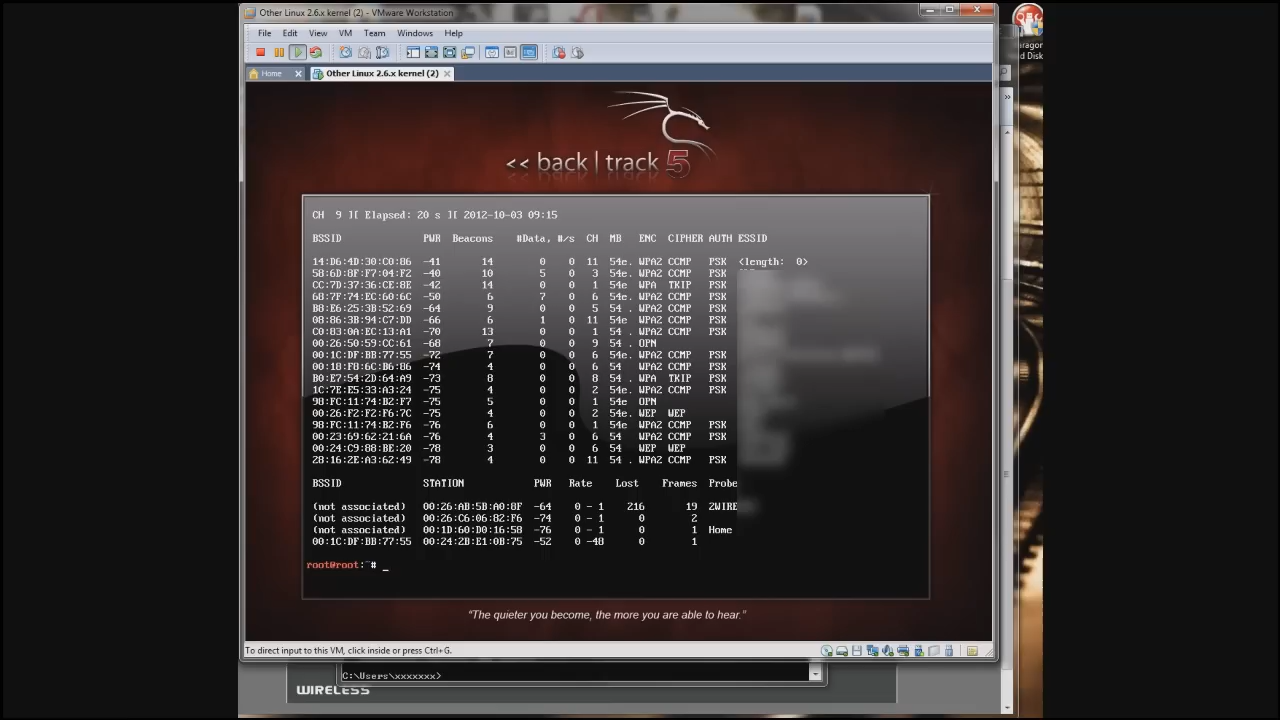 Other Linux 2.6.x kernel (2) - VMware Workstation
File Edit View VM Team Windows Help
Home Other Linux 2.6.x kernel (2)
<< back | track 5
CH 9 ][ Elapsed: 20 s ][ 2012-10-03 09:15
BSSID PWR Beacons #Data, #/s CH MB ENC CIPHER AUTH ESSID
14:D6:4D:30:C0:86 -41 14 0 0 11 54e. WPA2 CCMP PSK <length: 0>
58:6D:8F:F7:04:F2 -40 10 5 0 3 54e. WPA2 CCMP PSK
CC:7D:37:36:CE:8E -42 14 0 0 1 54e WPA TKIP PSK
68:7F:74:EC:60:6C -50 6 7 0 6 54e. WPA2 CCMP PSK
B8:E6:25:3B:52:69 -64 9 0 0 5 54 . WPA2 CCMP PSK
08:86:3B:94:C7:DD -66 6 1 0 11 54e WPA2 CCMP PSK
C0:83:0A:EC:13:A1 -70 13 0 0 1 54 . WPA2 CCMP PSK
00:26:50:59:CC:61 -68 7 0 0 9 54 . OPN
00:1C:DF:BB:77:55 -72 7 0 0 6 54e. WPA2 CCMP PSK
00:18:F8:6C:D6:86 -74 4 0 0 6 54 WPA2 CCMP PSK
B0:E7:54:2D:64:A9 -73 8 0 0 8 54 . WPA TKIP PSK
1C:7E:E5:33:A3:24 -75 4 0 0 2 54e. WPA2 CCMP PSK
98:FC:11:74:B2:F7 -75 5 0 0 1 54e OPN
00:26:F2:F2:F6:7C -75 4 0 0 2 54e. WEP WEP
98:FC:11:74:B2:F6 -76 6 0 0 1 54e WPA2 CCMP PSK
00:23:69:62:21:6A -76 4 3 0 6 54 WPA2 CCMP PSK
00:24:C9:88:BE:20 -78 3 0 0 6 54 . WEP WEP
28:16:2E:A3:62:49 -78 4 0 0 11 54 . WPA2 CCMP PSK
BSSID STATION PWR Rate Lost Frames Probe
(not associated) 00:26:AB:5B:A0:8F -64 0 - 1 216 19 2WIRE
(not associated) 00:26:C6:06:82:F6 -74 0 - 1 0 2
(not associated) 00:1D:60:D0:16:58 -76 0 - 1 0 1 Home
00:1C:DF:BB:77:55 00:24:2B:E1:0B:75 -52 0 -48 0 1
root@root:~# _
“The quieter you become, the more you are able to hear.”
To direct input to this VM, click inside or press Ctrl+G.
C:\Users\xxxxxxx>
WIRELESS